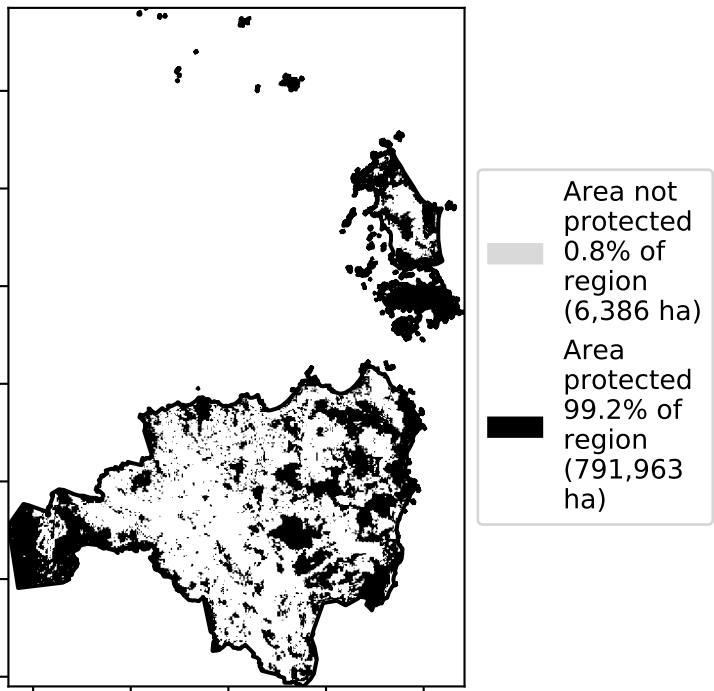 Area not
protected
0.8% of
region
(6,386 ha)
Area
protected
99.2% of
region
(791,963
ha)